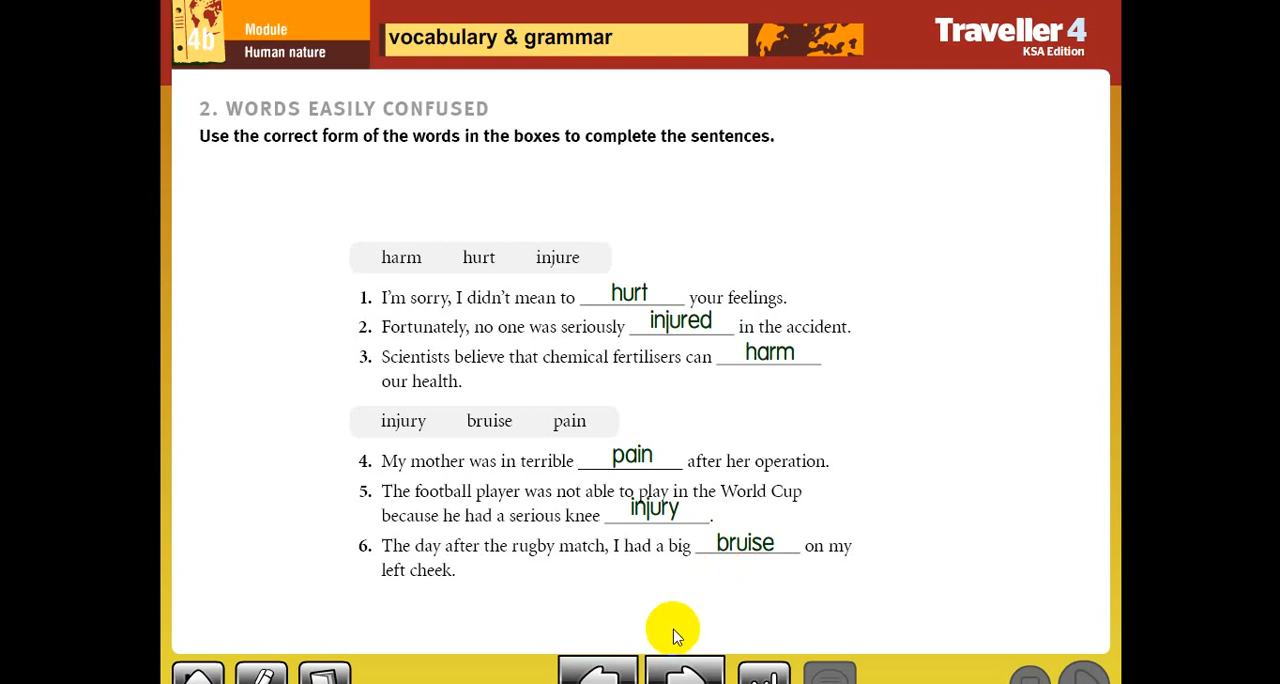 4b
Module
Human nature
vocabulary & grammar
Traveller 4
KSA Edition
2. WORDS EASILY CONFUSED
Use the correct form of the words in the boxes to complete the sentences.
harm hurt injure
1. I'm sorry, I didn't mean to hurt your feelings.
2. Fortunately, no one was seriously injured in the accident.
3. Scientists believe that chemical fertilisers can harm
our health.
injury bruise pain
4. My mother was in terrible pain after her operation.
5. The football player was not able to play in the World Cup
because he had a serious knee injury.
6. The day after the rugby match, I had a big bruise on my
left cheek.